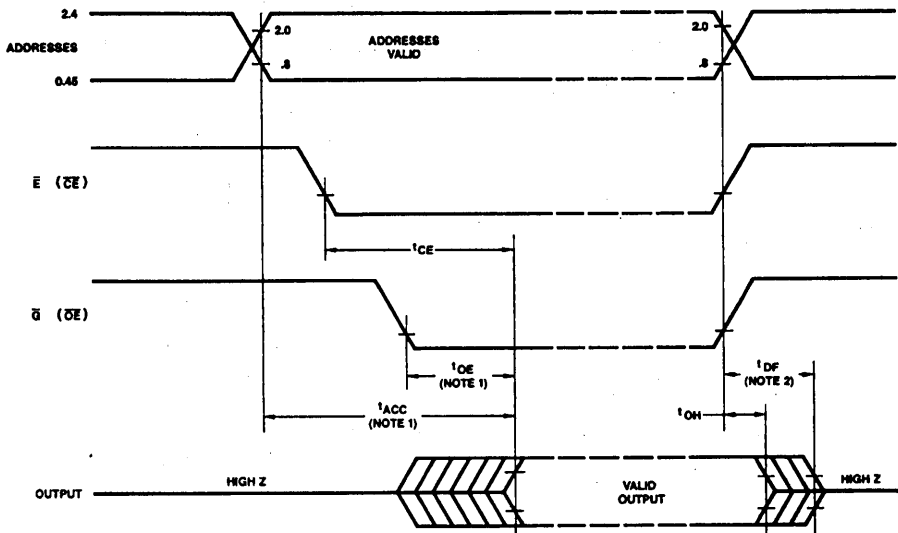 2.4
ADDRESSES
0.45
2.0
.8
ADDRESSES
VALID
2.0
.8
E̅ (C̅E̅)
tCE
G̅ (O̅E̅)
tOE
(NOTE 1)
tDF
(NOTE 2)
tACC
(NOTE 1)
tOH
OUTPUT
HIGH Z
VALID
OUTPUT
HIGH Z